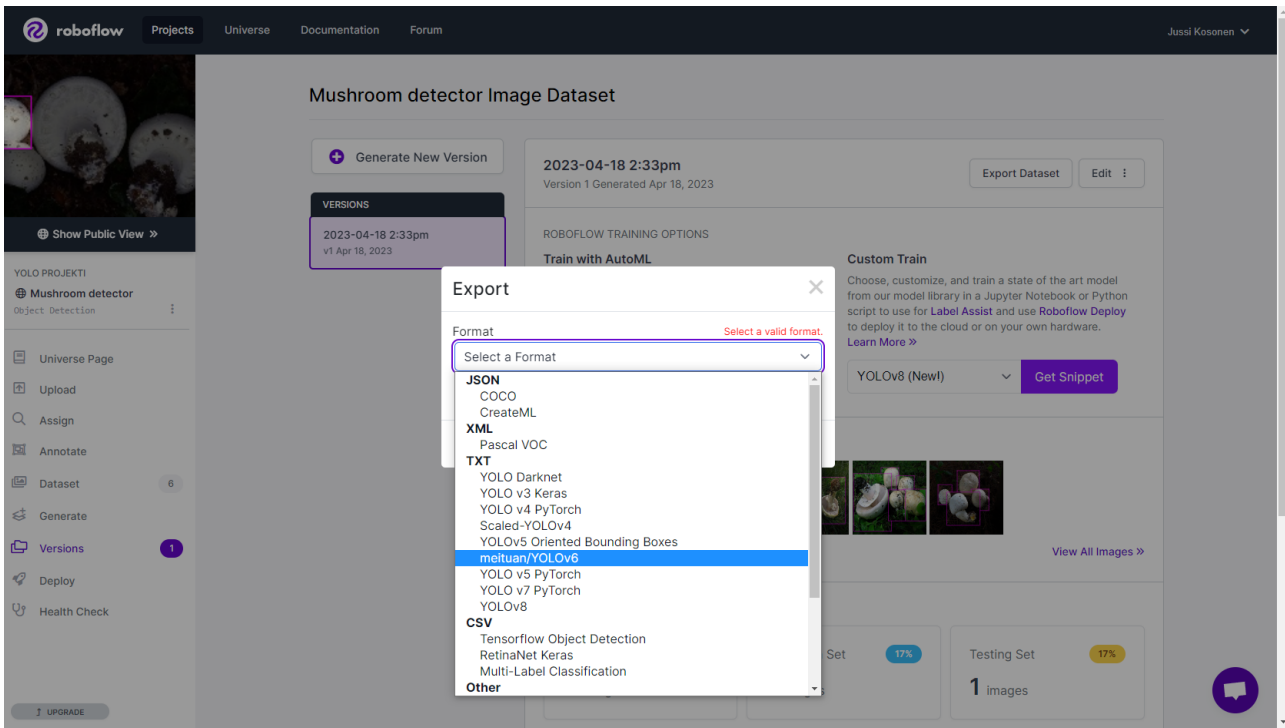 roboflow
Projects
Universe
Documentation
Forum
Jussi Kosonen
Show Public View »
YOLO PROJEKTI
Mushroom detector
Object Detection
Universe Page
Upload
Assign
Annotate
Dataset 6
Generate
Versions 1
Deploy
Health Check
UPGRADE
Mushroom detector Image Dataset
Generate New Version
VERSIONS
2023-04-18 2:33pm
v1 Apr 18, 2023
2023-04-18 2:33pm
Version 1 Generated Apr 18, 2023
Export Dataset
Edit
ROBOFLOW TRAINING OPTIONS
Train with AutoML
Custom Train
Choose, customize, and train a state of the art model
from our model library in a Jupyter Notebook or Python
script to use for Label Assist and use Roboflow Deploy
to deploy it to the cloud or on your own hardware.
Learn More »
YOLOv8 (New!)
Get Snippet
View All Images »
Set 17%
Testing Set 17%
1 images
Export
Format
Select a valid format.
Select a Format
JSON
COCO
CreateML
XML
Pascal VOC
TXT
YOLO Darknet
YOLO v3 Keras
YOLO v4 PyTorch
Scaled-YOLOv4
YOLOv5 Oriented Bounding Boxes
meituan/YOLOv6
YOLO v5 PyTorch
YOLO v7 PyTorch
YOLOv8
CSV
Tensorflow Object Detection
RetinaNet Keras
Multi-Label Classification
Other